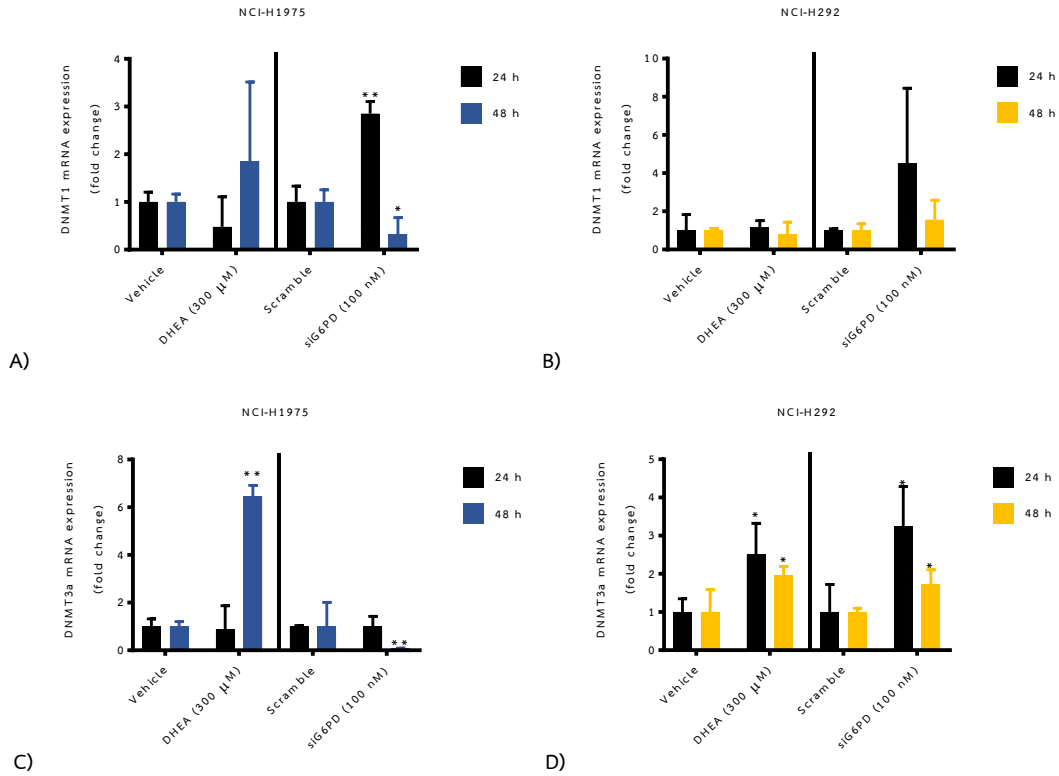 NCI-H1975
DNMT1 mRNA expression
(fold change)
4
3
2
1
0
**
*
24 h
48 h
Vehicle
DHEA (300 μM)
Scramble
siG6PD (100 nM)
A)
NCI-H292
DNMT1 mRNA expression
(fold change)
10
8
6
4
2
0
24 h
48 h
Vehicle
DHEA (300 μM)
Scramble
siG6PD (100 nM)
B)
NCI-H1975
DNMT3a mRNA expression
(fold change)
8
6
4
2
0
**
**
24 h
48 h
Vehicle
DHEA (300 μM)
Scramble
siG6PD (100 nM)
C)
NCI-H292
DNMT3a mRNA expression
(fold change)
5
4
3
2
1
0
*
*
*
*
24 h
48 h
Vehicle
DHEA (300 μM)
Scramble
siG6PD (100 nM)
D)